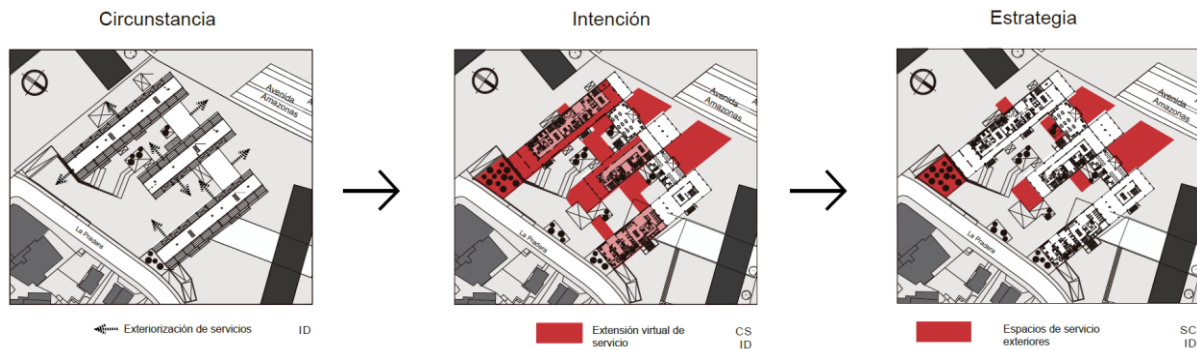 Circunstancia
Intención
Estrategia
Avenida
Amazonas
La Pradera
Avenida
Amazonas
La Pradera
Avenida
Amazonas
La Pradera
Exteriorización de servicios
ID
Extensión virtual de
servicio
CS
ID
Espacios de servicio
exteriores
SC
ID